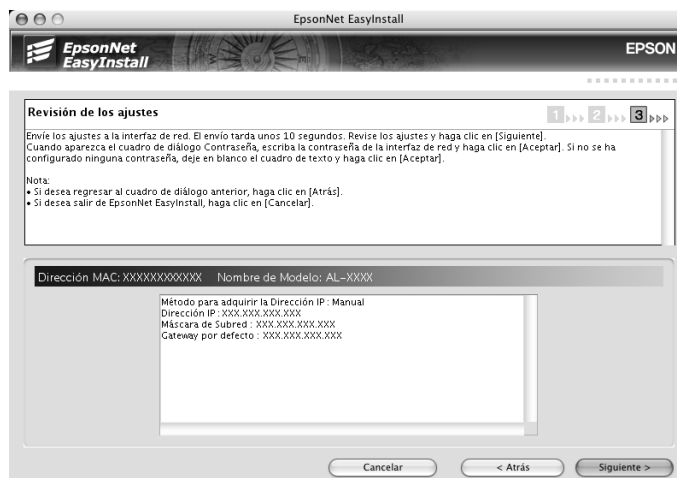 EpsonNet EasyInstall
EpsonNet
EasyInstall
EPSON
Revisión de los ajustes
1 2 3
Envíe los ajustes a la interfaz de red. El envío tarda unos 10 segundos. Revise los ajustes y haga clic en [Siguiente].
Cuando aparezca el cuadro de diálogo Contraseña, escriba la contraseña de la interfaz de red y haga clic en [Aceptar]. Si no se ha
configurado ninguna contraseña, deje en blanco el cuadro de texto y haga clic en [Aceptar].
Nota:
• Si desea regresar al cuadro de diálogo anterior, haga clic en [Atrás].
• Si desea salir de EpsonNet EasyInstall, haga clic en [Cancelar].
Dirección MAC: XXXXXXXXXXXX Nombre de Modelo: AL-XXXX
Método para adquirir la Dirección IP : Manual
Dirección IP : XXX.XXX.XXX.XXX
Máscara de Subred : XXX.XXX.XXX.XXX
Gateway por defecto : XXX.XXX.XXX.XXX
Cancelar
< Atrás
Siguiente >